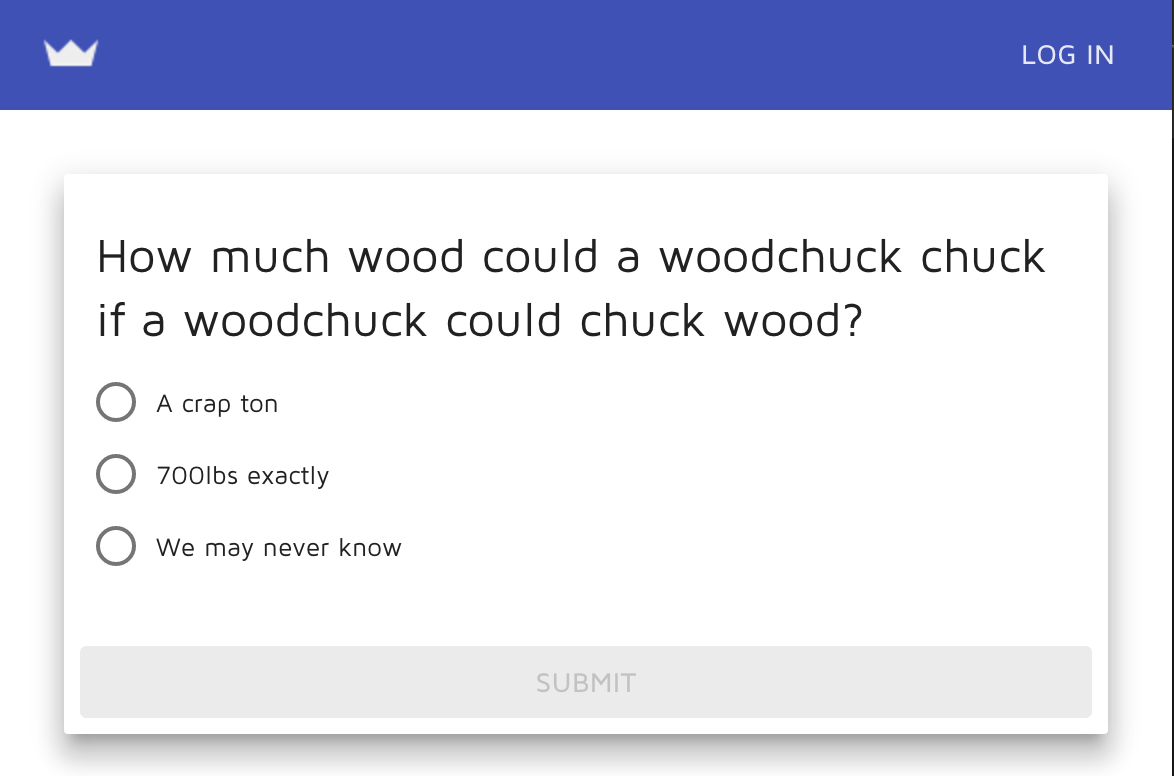 LOG IN
How much wood could a woodchuck chuck
if a woodchuck could chuck wood?
A crap ton
700lbs exactly
We may never know
SUBMIT